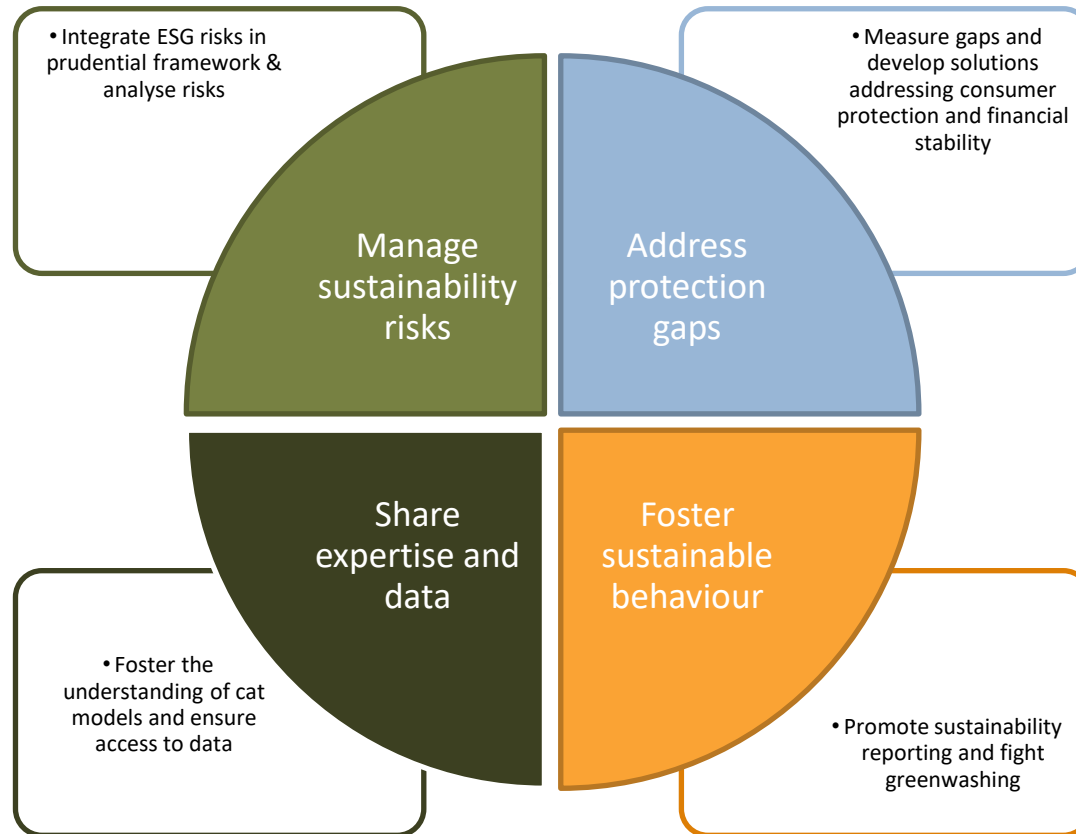 • Integrate ESG risks in
prudential framework &
analyse risks
• Measure gaps and
develop solutions
addressing consumer
protection and financial
stability
Manage
sustainability
risks
Address
protection
gaps
Share
expertise and
data
Foster
sustainable
behaviour
• Foster the
understanding of cat
models and ensure
access to data
• Promote sustainability
reporting and fight
greenwashing